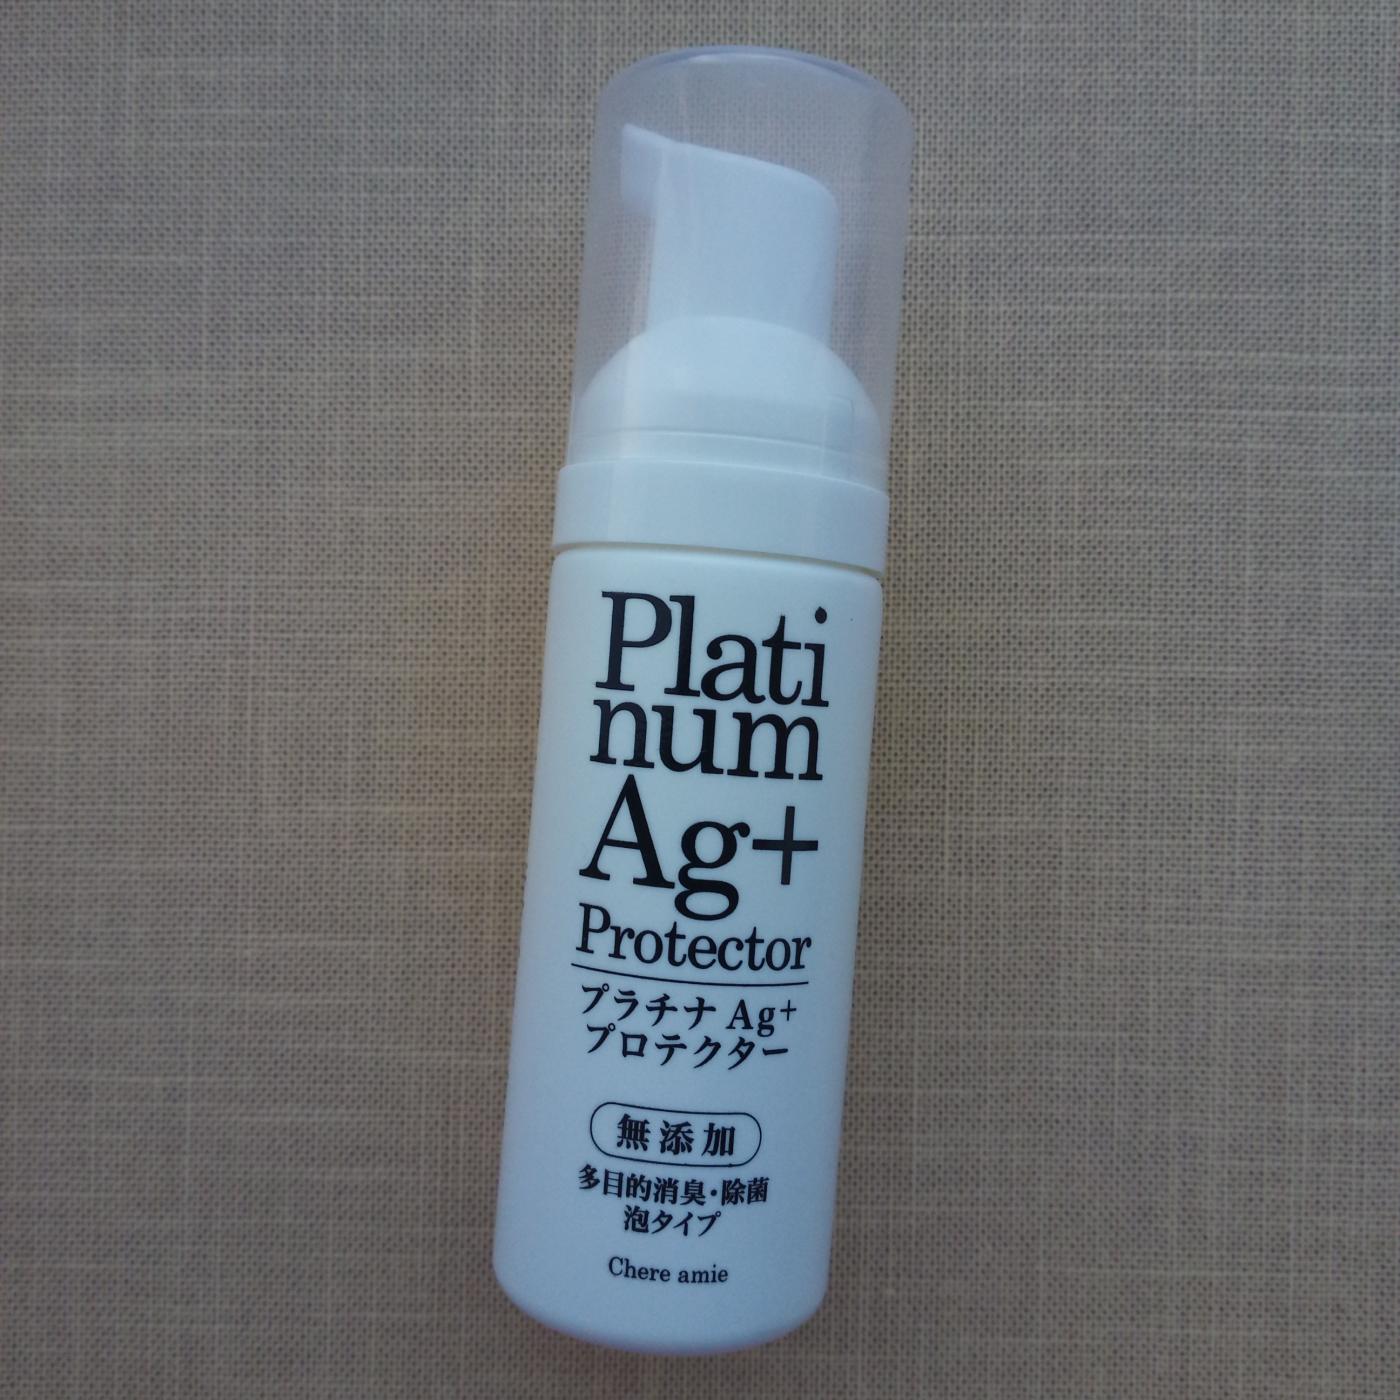 Plati
num
Ag+
Protector
プラチナ Ag+
プロテクター
無添加
多目的消臭・除菌
泡タイプ
Chere amie